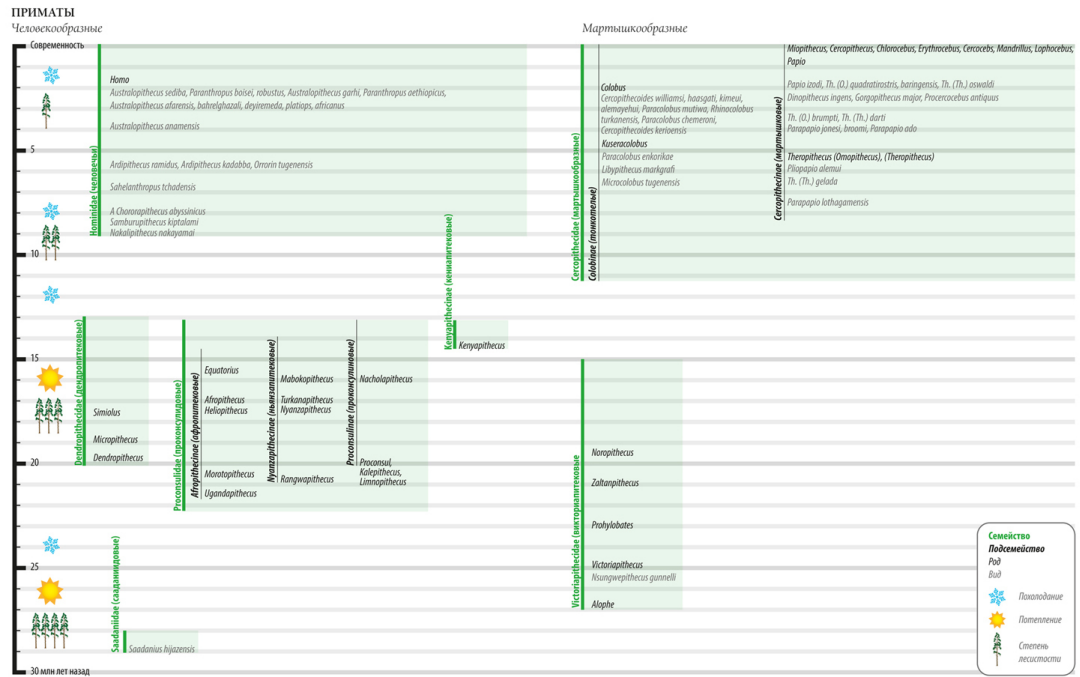 ПРИМАТЫ
Человекообразные
Мартышкообразные
Современность
5
10
15
20
25
30 млн лет назад
Hominidae (человечьи)
Homo
Australopithecus sediba, Paranthropus boisei, robustus, Australopithecus garhi, Paranthropus aethiopicus,
Australopithecus afarensis, bahrelghazali, deyiremeda, platiops, africanus
Australopithecus anamensis
Ardipithecus ramidus, Ardipithecus kadabba, Orrorin tugenensis
Sahelanthropus tchadensis
A Chororapithecus abyssinicus
Samburupithecus kiptalami
Nakalipithecus nakayamai
Kenyapithecinae (кениапитековые)
Kenyapithecus
Dendropithecidae (дендропитековые)
Simiolus
Micropithecus
Dendropithecus
Proconsulidae (проконсулидовые)
Afropithecinae (афропитековые)
Equatorius
Afropithecus
Heliopithecus
Morotopithecus
Ugandapithecus
Nyanzapithecinae (ньянзапитековые)
Mabokopithecus
Turkanapithecus
Nyanzapithecus
Rangwapithecus
Proconsulinae (проконсулиновые)
Nacholapithecus
Proconsul,
Kalepithecus,
Limnopithecus
Saadaniidae (сааданиидовые)
Saadanius hijazensis
Cercopithecidae (мартышкообразные)
Colobinae (тонкотелые)
Colobus
Cercopithecoides williamsi, haasgati, kimeui,
alemayehui, Paracolobus mutiwa, Rhinocolobus
turkanensis, Paracolobus chemeroni,
Cercopithecoides kerioensis
Kuseracolobus
Paracolobus enkorikae
Libypithecus markgrafi
Microcolobus tugenensis
Cercopithecinae (мартышковые)
Miopithecus, Cercopithecus, Chlorocebus, Erythrocebus, Cercocebs, Mandrillus, Lophocebus,
Papio
Papio izodi, Th. (O.) quadratirostris, baringensis, Th. (Th.) oswaldi
Dinopithecus ingens, Gorgopithecus major, Procercocebus antiquus
Th. (O.) brumpti, Th. (Th.) darti
Parapapio jonesi, broomi, Parapapio ado
Theropithecus (Omopithecus), (Theropithecus)
Pliopapio alemui
Th. (Th.) gelada
Parapapio lothagamensis
Victoriapithecidae (викториапитековые
Noropithecus
Zaltanpithecus
Prohylobates
Victoriapithecus
Nsungwepithecus gunnelli
Alophe
Семейство
Подсемейство
Род
Вид
Похолодание
Потепление
Степень
лесистости